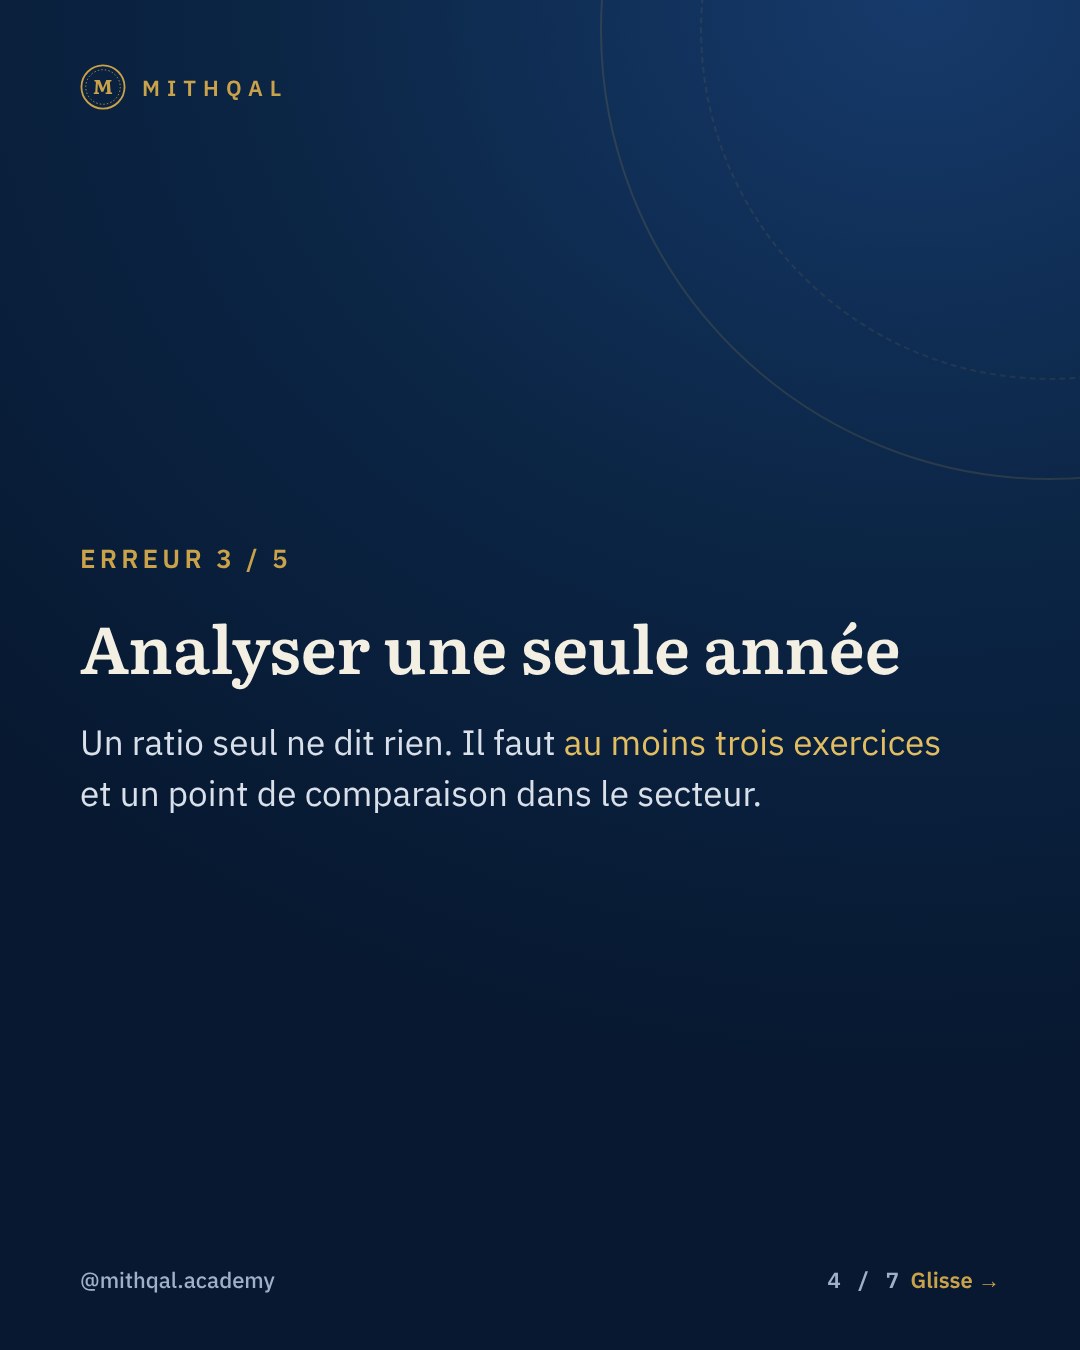 M MITHQAL
ERREUR 3 / 5
Analyser une seule année
Un ratio seul ne dit rien. Il faut au moins trois exercices
et un point de comparaison dans le secteur.
@mithqal.academy
4 / 7 Glisse →